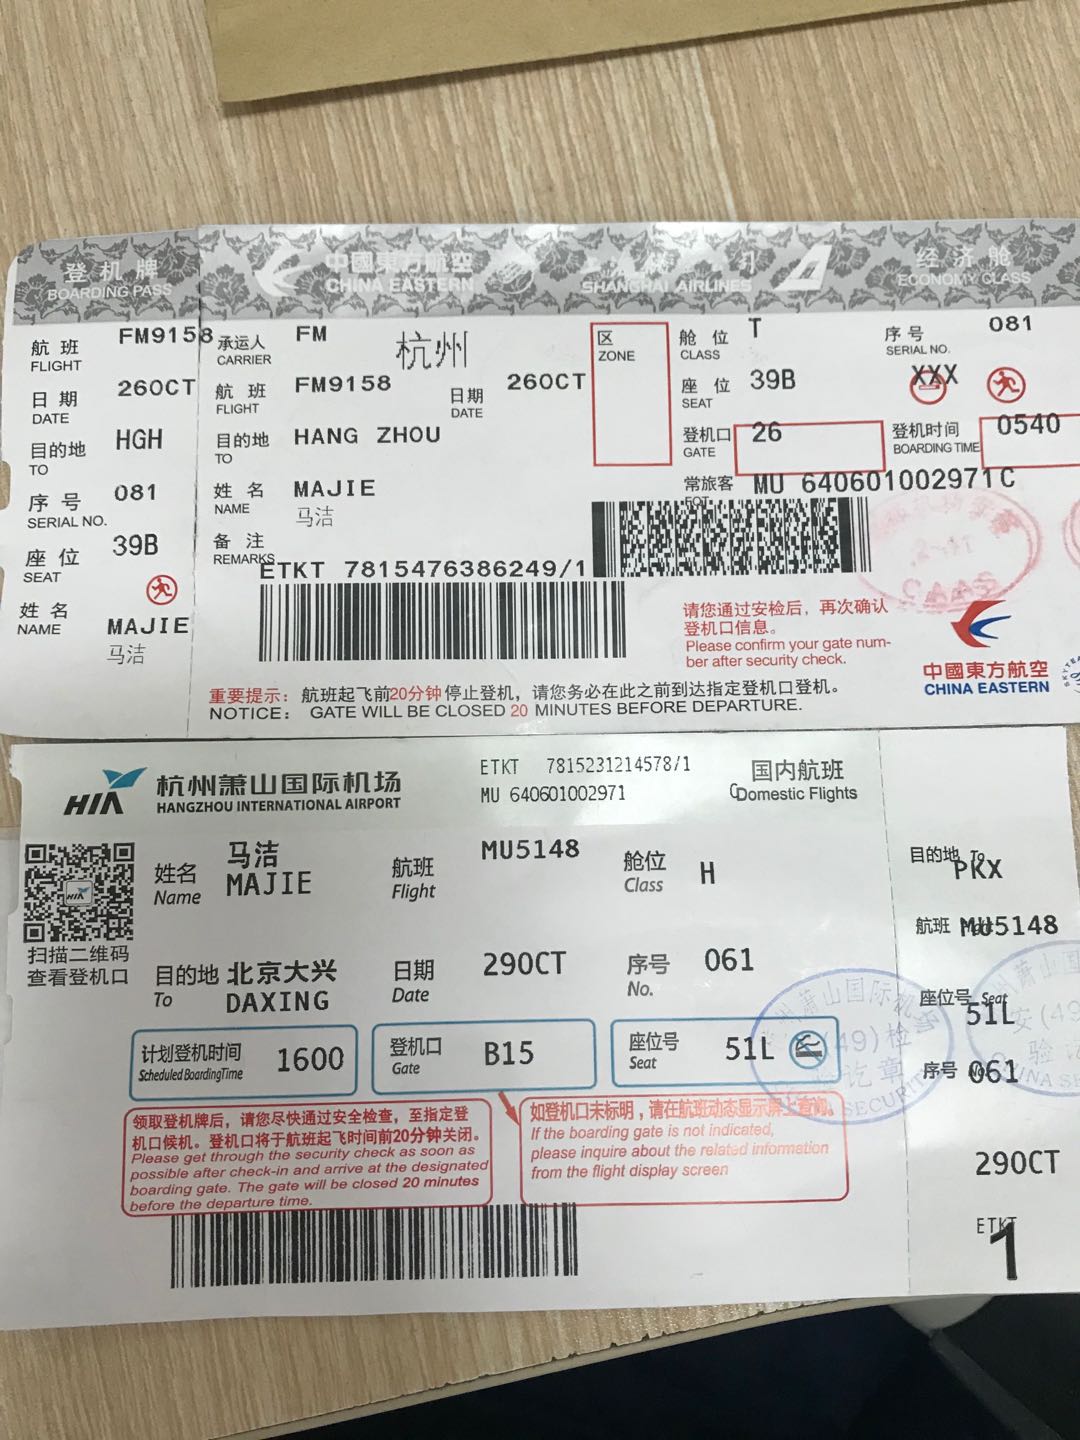 登机牌
BOARDING PASS
中國東方航空
CHINA EASTERN
SHANGHAI AIRLINES
经济舱
ECONOMY CLASS
航班 FM9158
FLIGHT
日期 26OCT
DATE
目的地 HGH
TO
序号 081
SERIAL NO.
座位 39B
SEAT
姓名
NAME MAJIE
马洁
承运人 FM 杭州
CARRIER
航班 FM9158 日期 26OCT
FLIGHT DATE
目的地 HANG ZHOU
TO
姓名 MAJIE
NAME 马洁
备注
REMARKS
ETKT 7815476386249/1
区
ZONE
舱位 T 序号 081
CLASS SERIAL NO.
座位 39B XXX
SEAT
登机口 26 登机时间 0540
GATE BOARDING TIME
常旅客 MU 640601002971C
FQT
请您通过安检后，再次确认
登机口信息。
Please confirm your gate num-
ber after security check.
中國東方航空
CHINA EASTERN
重要提示：航班起飞前20分钟停止登机，请您务必在此之前到达指定登机口登机。
NOTICE： GATE WILL BE CLOSED 20 MINUTES BEFORE DEPARTURE.
HIA 杭州萧山国际机场
HANGZHOU INTERNATIONAL AIRPORT
ETKT 7815231214578/1
MU 640601002971 C
国内航班
Domestic Flights
HIA
扫描二维码
查看登机口
姓名 马洁
Name MAJIE
航班 MU5148
Flight
舱位 H
Class
目的地 北京大兴
To DAXING
日期 29OCT
Date
序号 061
No.
计划登机时间 1600
Scheduled Boarding Time
登机口 B15
Gate
座位号 51L
Seat
领取登机牌后，请您尽快通过安全检查，至指定登
机口候机。登机口将于航班起飞时间前20分钟关闭。
Please get through the security check as soon as
possible after check-in and arrive at the designated
boarding gate. The gate will be closed 20 minutes
before the departure time.
如登机口未标明，请在航班动态显示屏上查询。
If the boarding gate is not indicated,
please inquire about the related information
from the flight display screen
目的地 To
PKX
航班 MU5148
座位号 Seat
51L
序号 061
29OCT
ETKT
1